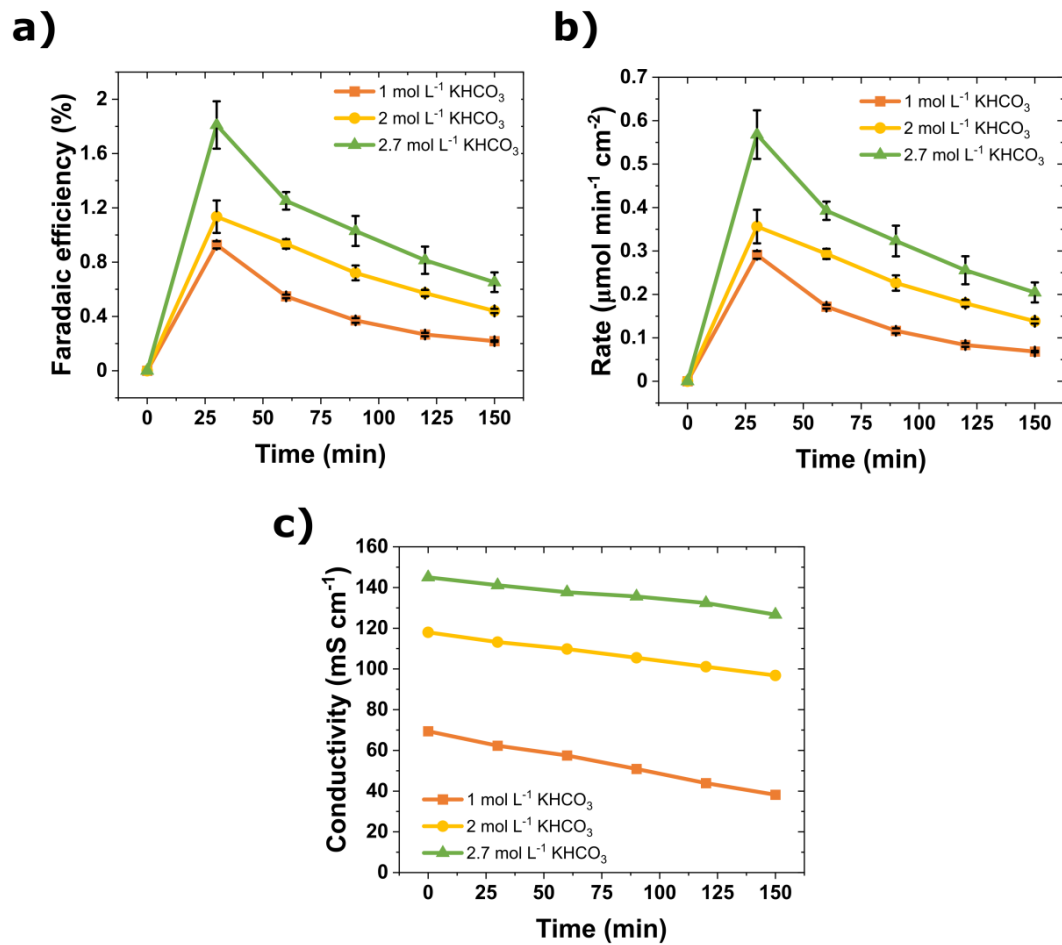 a)
Faradaic efficiency (%)
2
1.6
1.2
0.8
0.4
0
1 mol L⁻¹ KHCO₃
2 mol L⁻¹ KHCO₃
2.7 mol L⁻¹ KHCO₃
0 25 50 75 100 125 150
Time (min)
b)
Rate (μmol min⁻¹ cm⁻²)
0.7
0.6
0.5
0.4
0.3
0.2
0.1
0
1 mol L⁻¹ KHCO₃
2 mol L⁻¹ KHCO₃
2.7 mol L⁻¹ KHCO₃
0 25 50 75 100 125 150
Time (min)
c)
Conductivity (mS cm⁻¹)
160
140
120
100
80
60
40
20
0
1 mol L⁻¹ KHCO₃
2 mol L⁻¹ KHCO₃
2.7 mol L⁻¹ KHCO₃
0 25 50 75 100 125 150
Time (min)